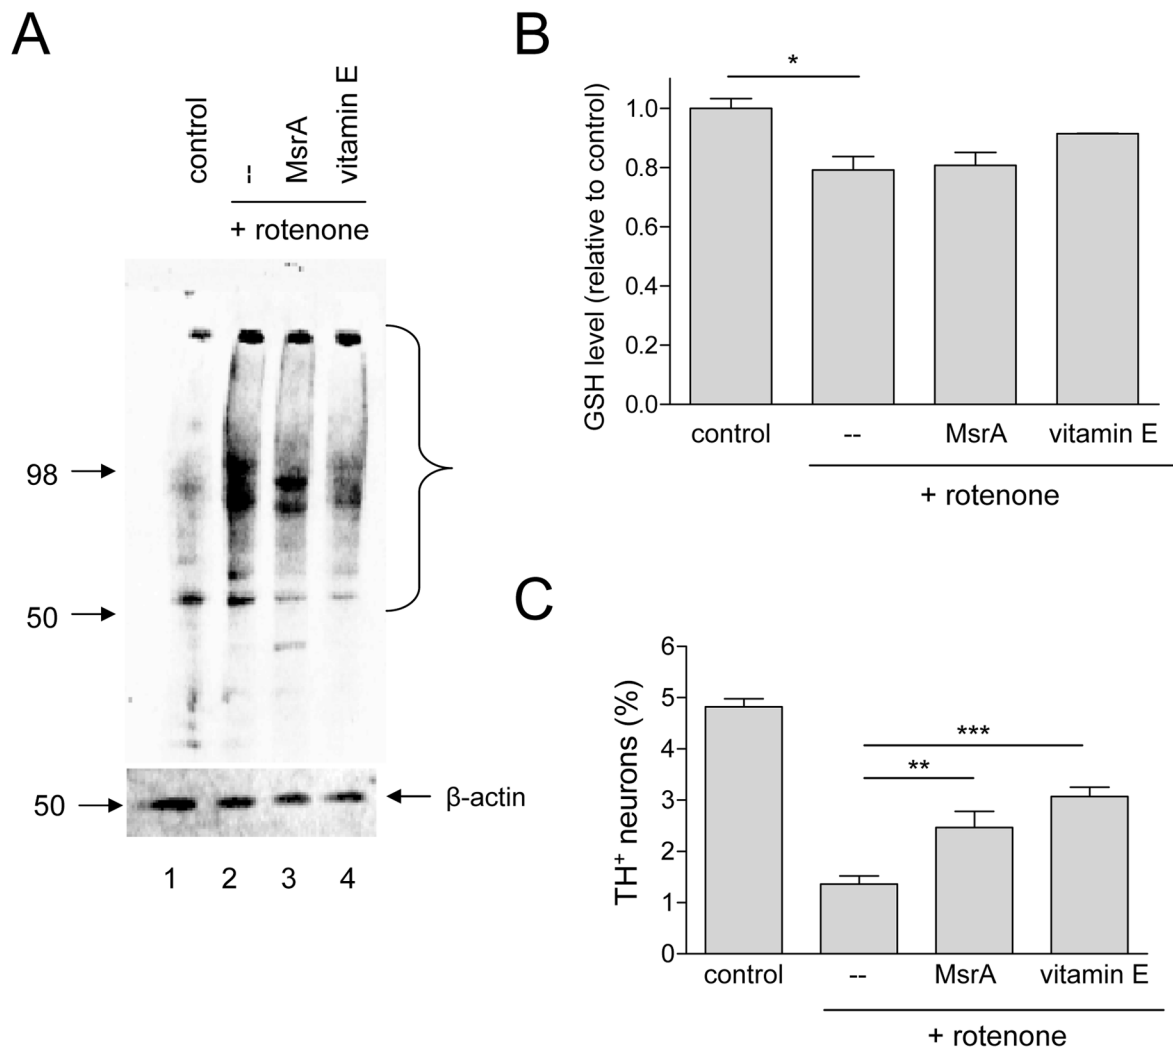 A
control
--
MsrA
vitamin E
+ rotenone
98
50
50
β-actin
1 2 3 4
B
*
GSH level (relative to control)
1.0
0.8
0.6
0.4
0.2
0.0
control -- MsrA vitamin E
+ rotenone
C
TH⁺ neurons (%)
6
5
4
3
2
1
0
***
**
control -- MsrA vitamin E
+ rotenone